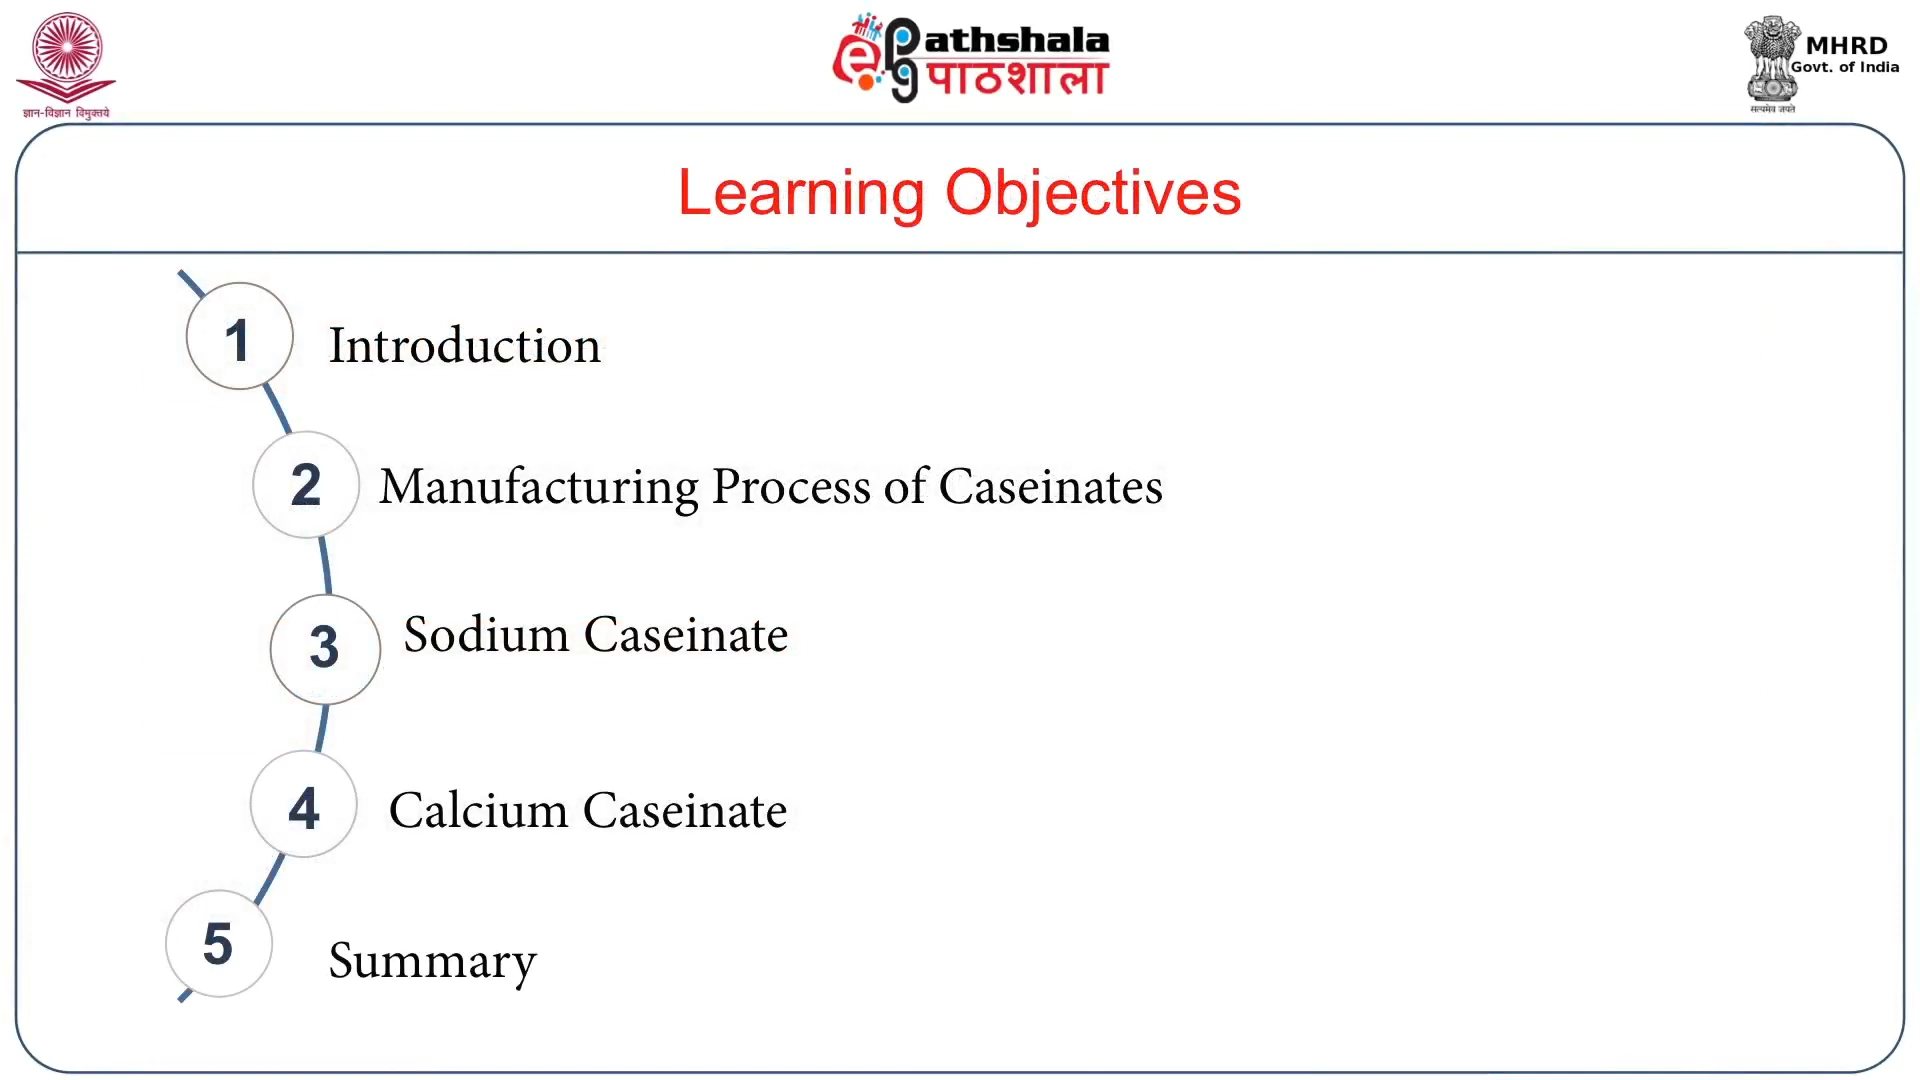 ज्ञान-विज्ञान विमुक्तये
ePathshala
पाठशाला
MHRD
Govt. of India
सत्यमेव जयते
Learning Objectives
1 Introduction
2 Manufacturing Process of Caseinates
3 Sodium Caseinate
4 Calcium Caseinate
5 Summary